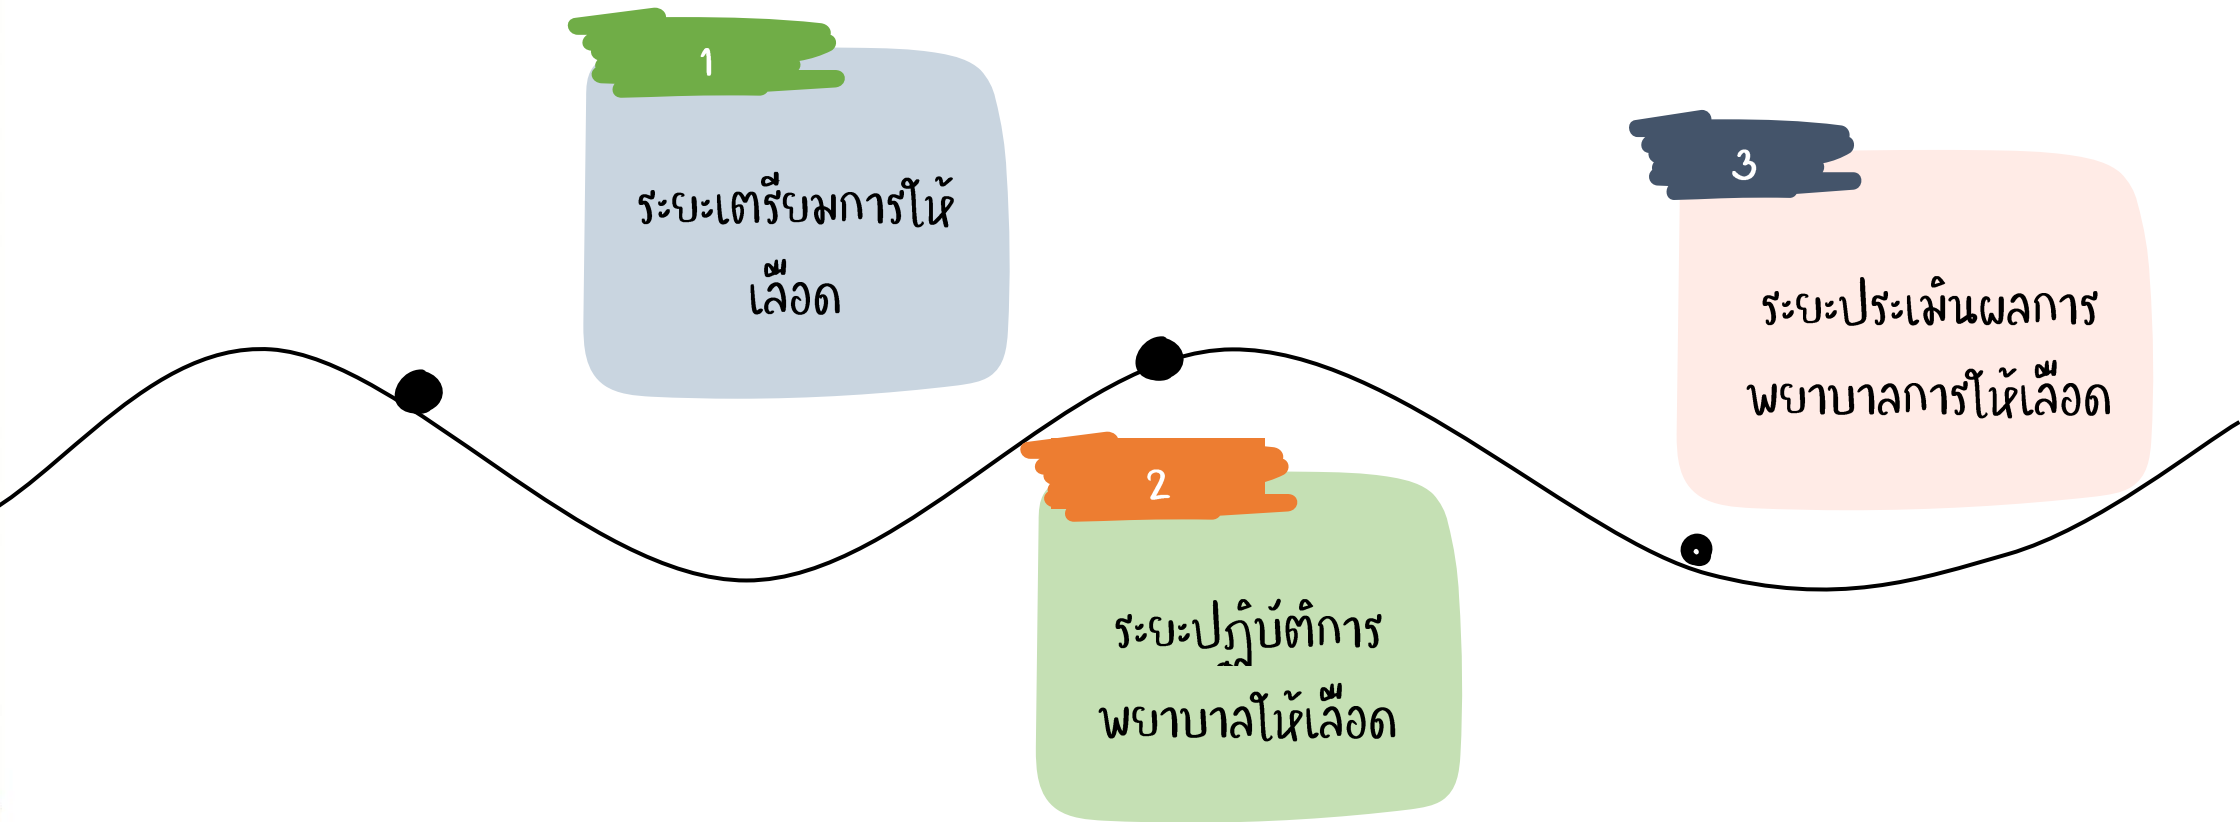 1
ระยะเตรียมการให้
เลือด
2
ระยะปฏิบัติการ
พยาบาลให้เลือด
3
ระยะประเมินผลการ
พยาบาลการให้เลือด